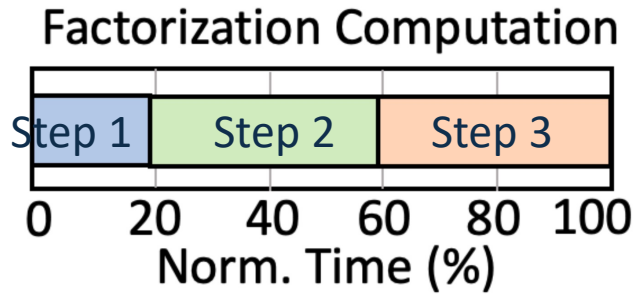 Factorization Computation
Step 1 Step 2 Step 3
0 20 40 60 80 100
Norm. Time (%)